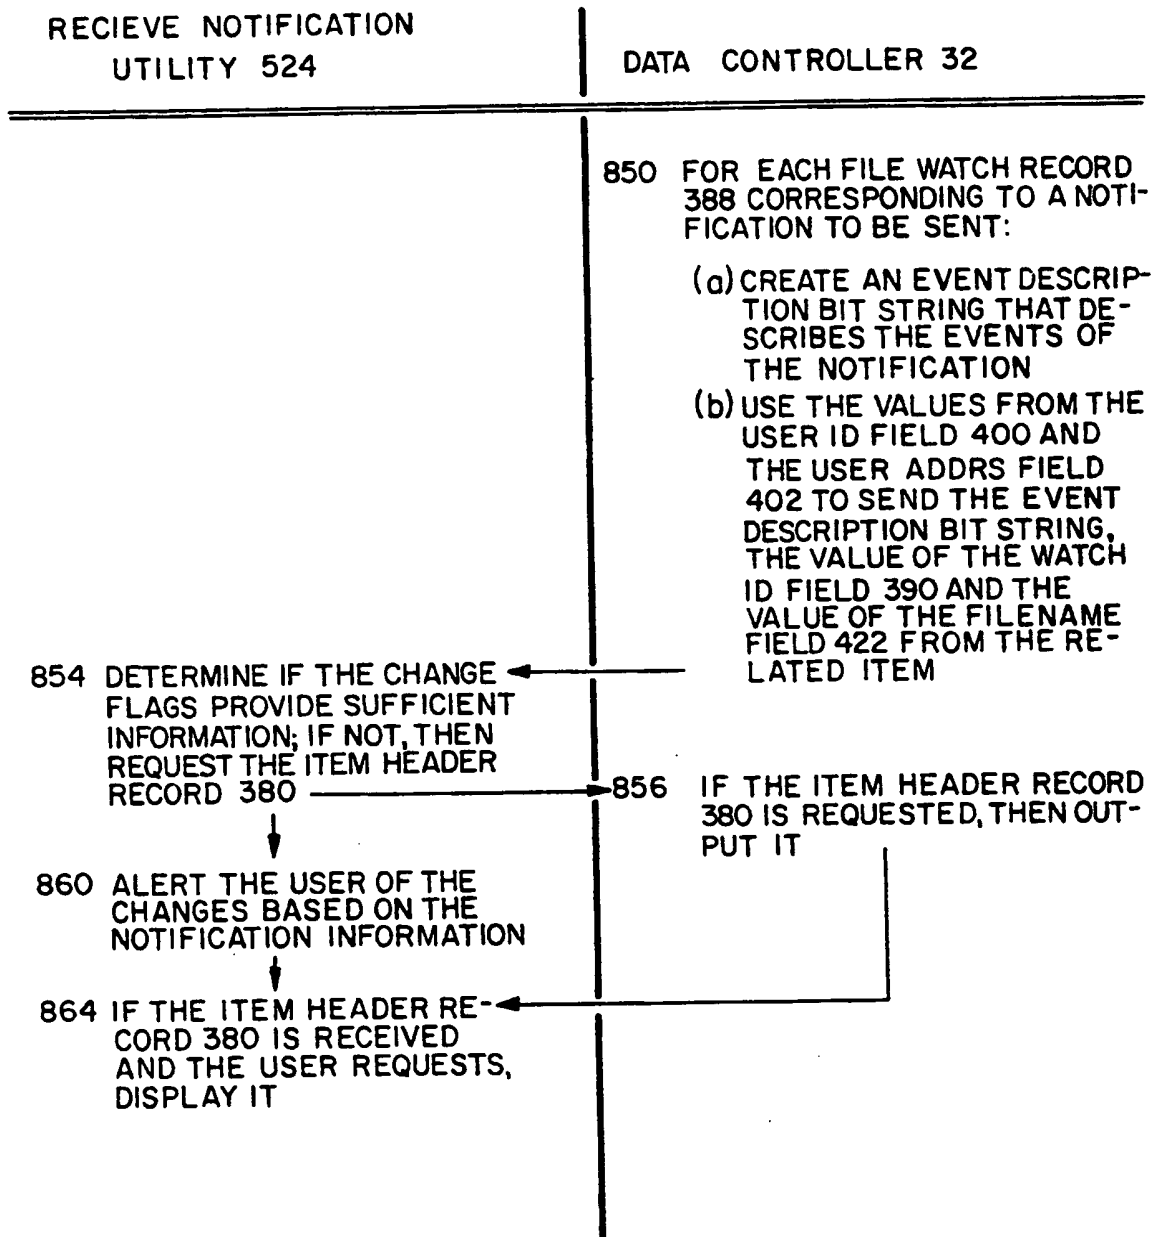 RECIEVE NOTIFICATION
UTILITY 524
DATA CONTROLLER 32
850 FOR EACH FILE WATCH RECORD
388 CORRESPONDING TO A NOTI-
FICATION TO BE SENT:
(a) CREATE AN EVENT DESCRIP-
TION BIT STRING THAT DE-
SCRIBES THE EVENTS OF
THE NOTIFICATION
(b) USE THE VALUES FROM THE
USER ID FIELD 400 AND
THE USER ADDRS FIELD
402 TO SEND THE EVENT
DESCRIPTION BIT STRING,
THE VALUE OF THE WATCH
ID FIELD 390 AND THE
VALUE OF THE FILENAME
FIELD 422 FROM THE RE-
LATED ITEM
854 DETERMINE IF THE CHANGE
FLAGS PROVIDE SUFFICIENT
INFORMATION; IF NOT, THEN
REQUEST THE ITEM HEADER
RECORD 380
856 IF THE ITEM HEADER RECORD
380 IS REQUESTED, THEN OUT-
PUT IT
860 ALERT THE USER OF THE
CHANGES BASED ON THE
NOTIFICATION INFORMATION
864 IF THE ITEM HEADER RE-
CORD 380 IS RECEIVED
AND THE USER REQUESTS,
DISPLAY IT